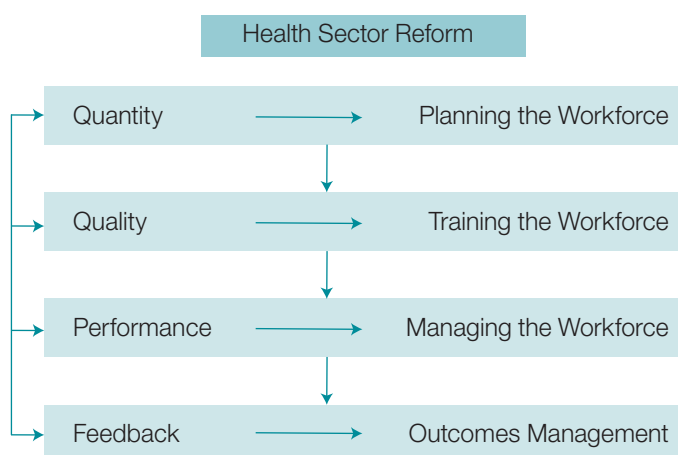 Health Sector Reform
Quantity Planning the Workforce
Quality Training the Workforce
Performance Managing the Workforce
Feedback Outcomes Management